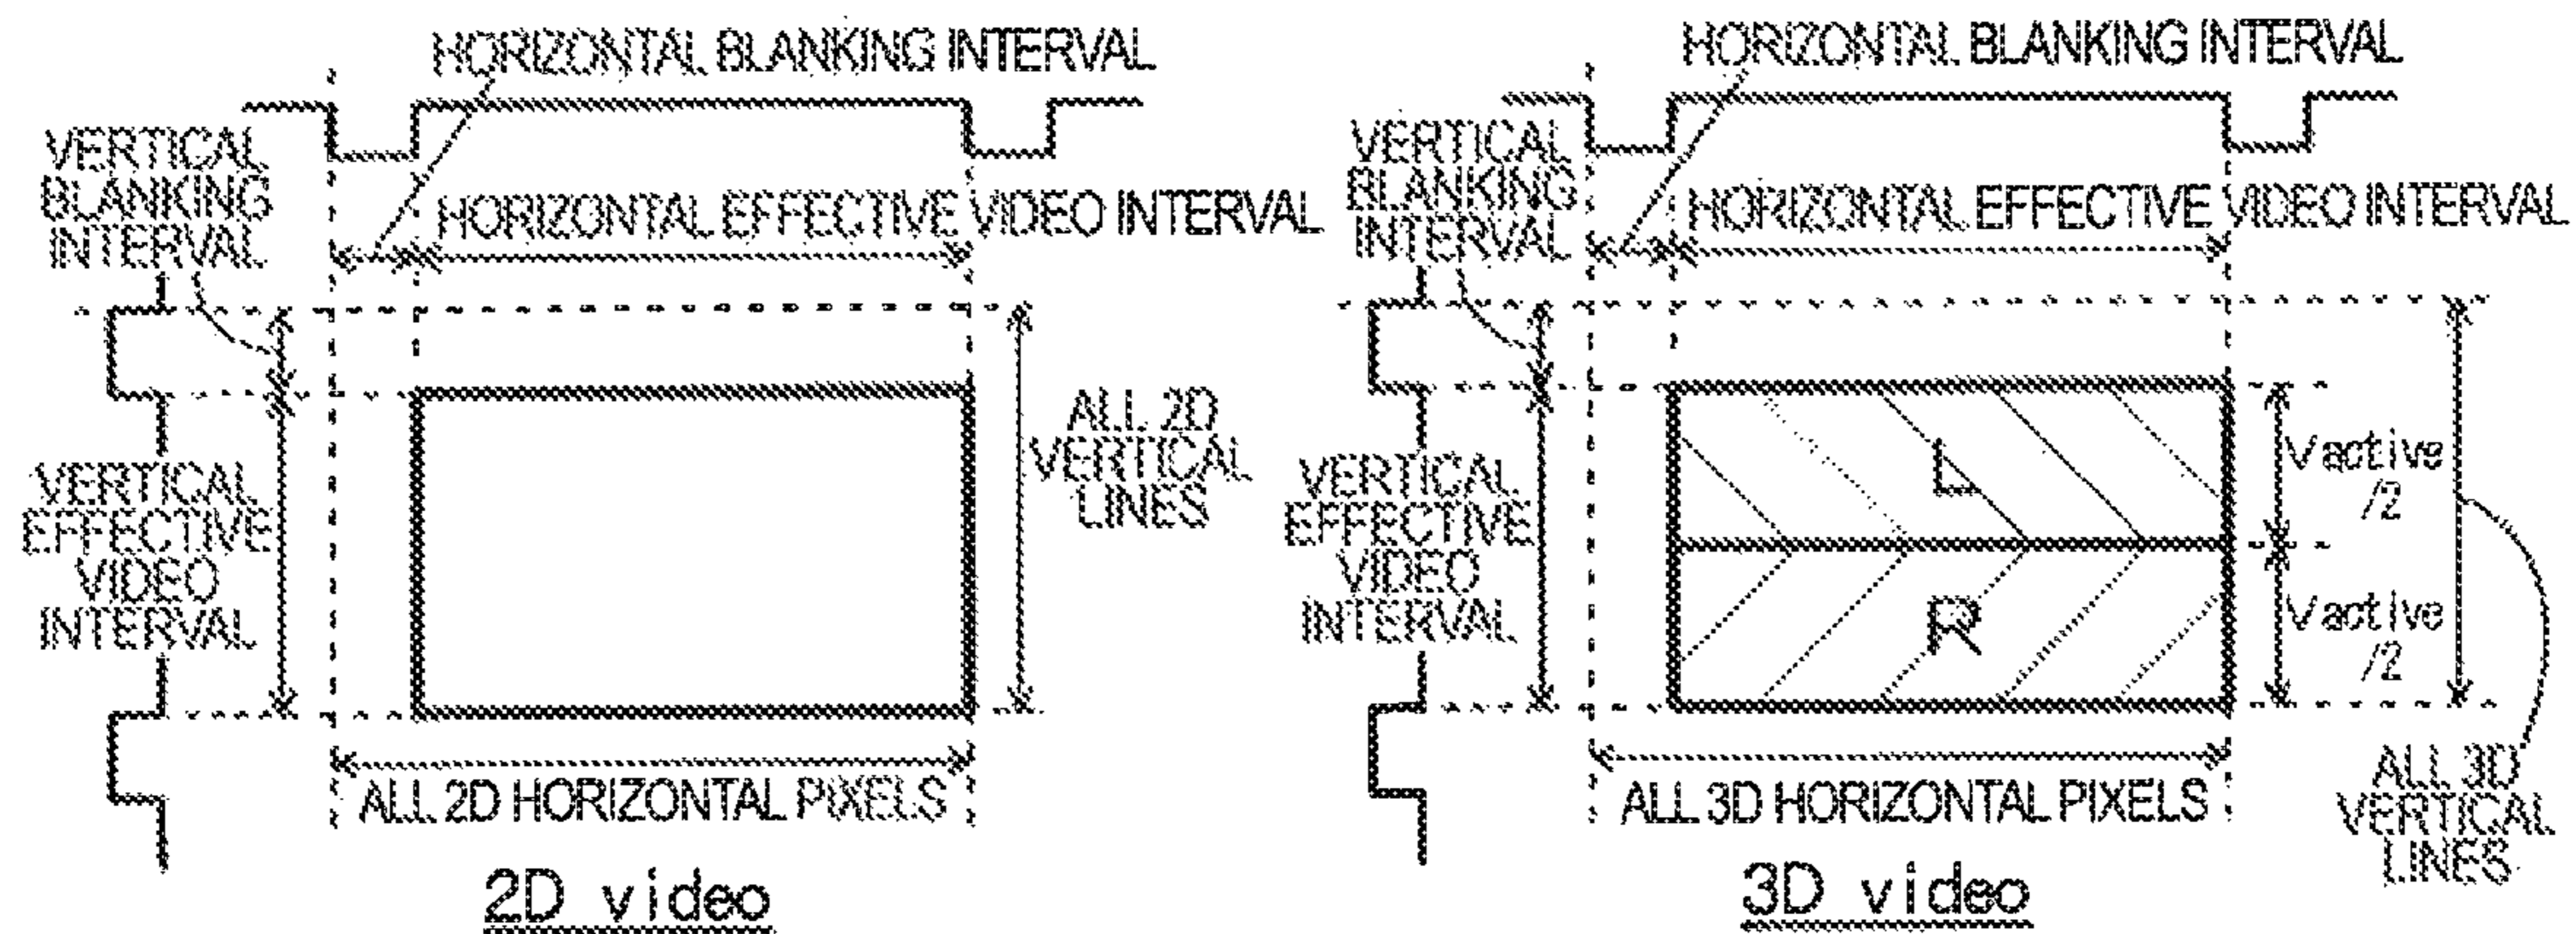 HORIZONTAL BLANKING INTERVAL
VERTICAL
BLANKING
INTERVAL
HORIZONTAL EFFECTIVE VIDEO INTERVAL
VERTICAL
EFFECTIVE
VIDEO
INTERVAL
ALL 2D
VERTICAL
LINES
ALL 2D HORIZONTAL PIXELS
2D video
HORIZONTAL BLANKING INTERVAL
VERTICAL
BLANKING
INTERVAL
HORIZONTAL EFFECTIVE VIDEO INTERVAL
VERTICAL
EFFECTIVE
VIDEO
INTERVAL
L
R
Vactive
/2
Vactive
/2
ALL 3D HORIZONTAL PIXELS
ALL 3D
VERTICAL
LINES
3D video